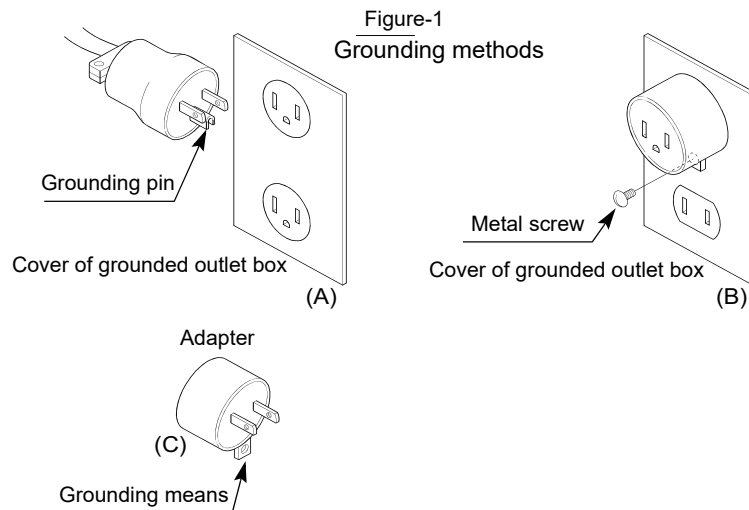 Figure-1
Grounding methods
Grounding pin
Cover of grounded outlet box
(A)
Metal screw
Cover of grounded outlet box
(B)
Adapter
(C)
Grounding means